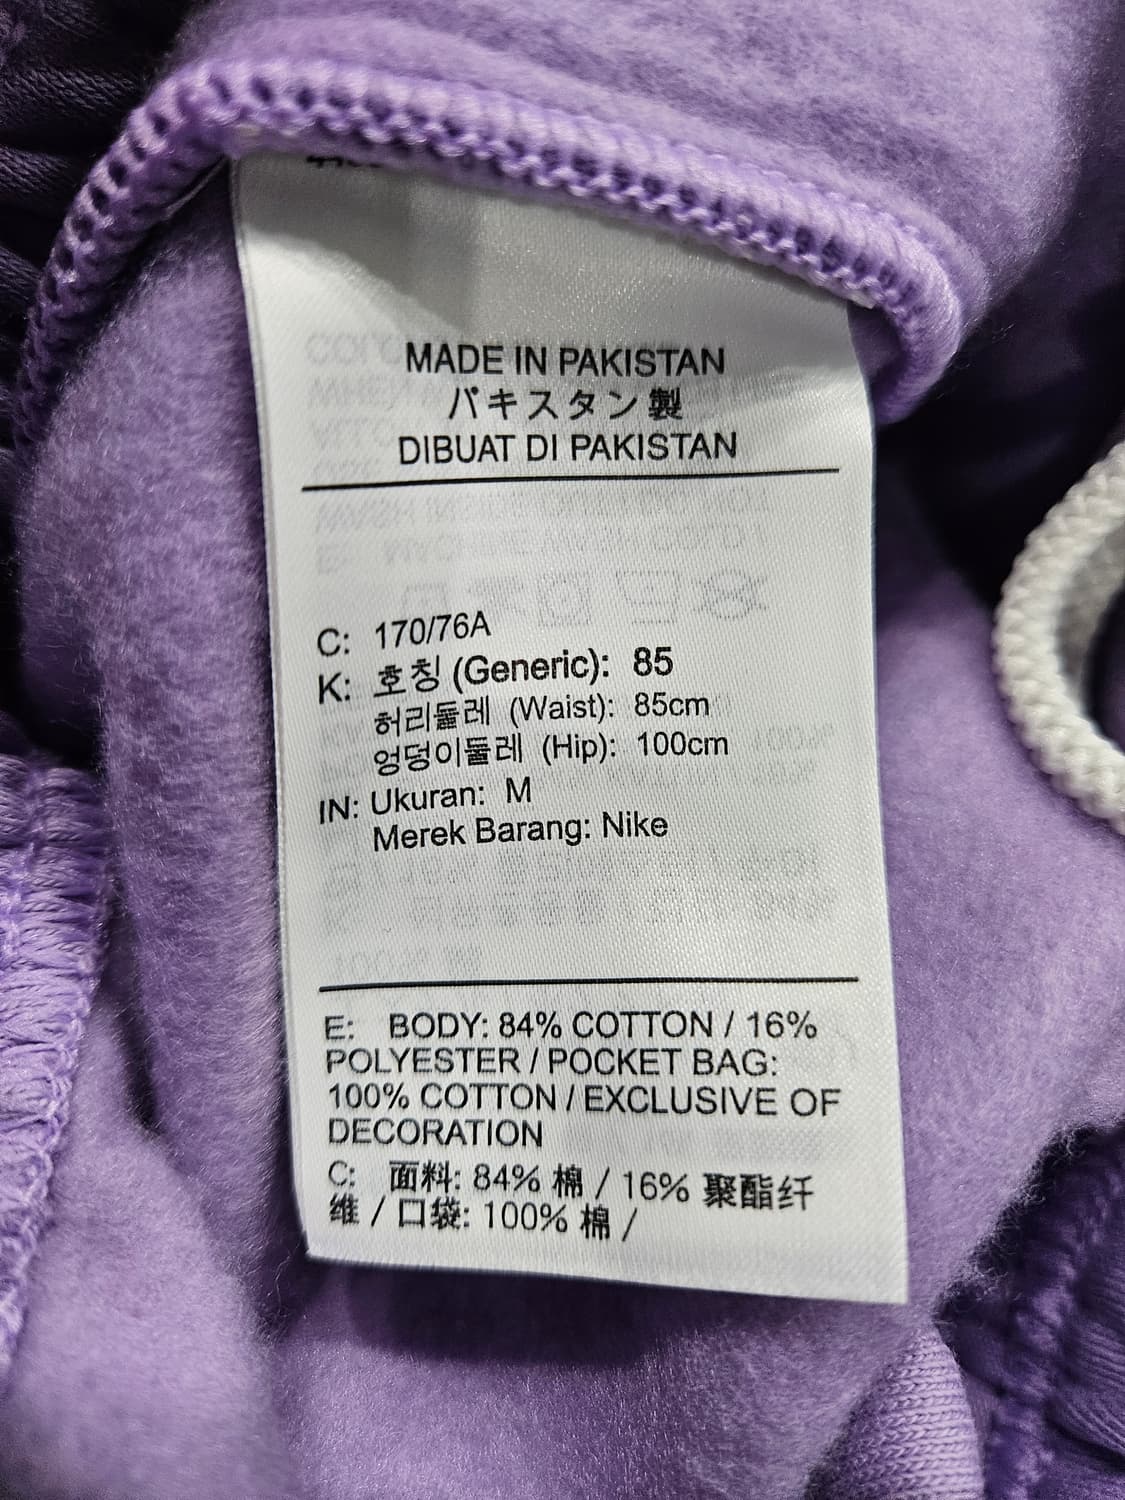 MADE IN PAKISTAN
パキスタン製
DIBUAT DI PAKISTAN
C: 170/76A
K: 호칭 (Generic): 85
허리둘레 (Waist): 85cm
엉덩이둘레 (Hip): 100cm
IN: Ukuran: M
Merek Barang: Nike
E: BODY: 84% COTTON / 16%
POLYESTER / POCKET BAG:
100% COTTON / EXCLUSIVE OF
DECORATION
C: 面料: 84% 棉 / 16% 聚酯纤
维 / 口袋: 100% 棉 /